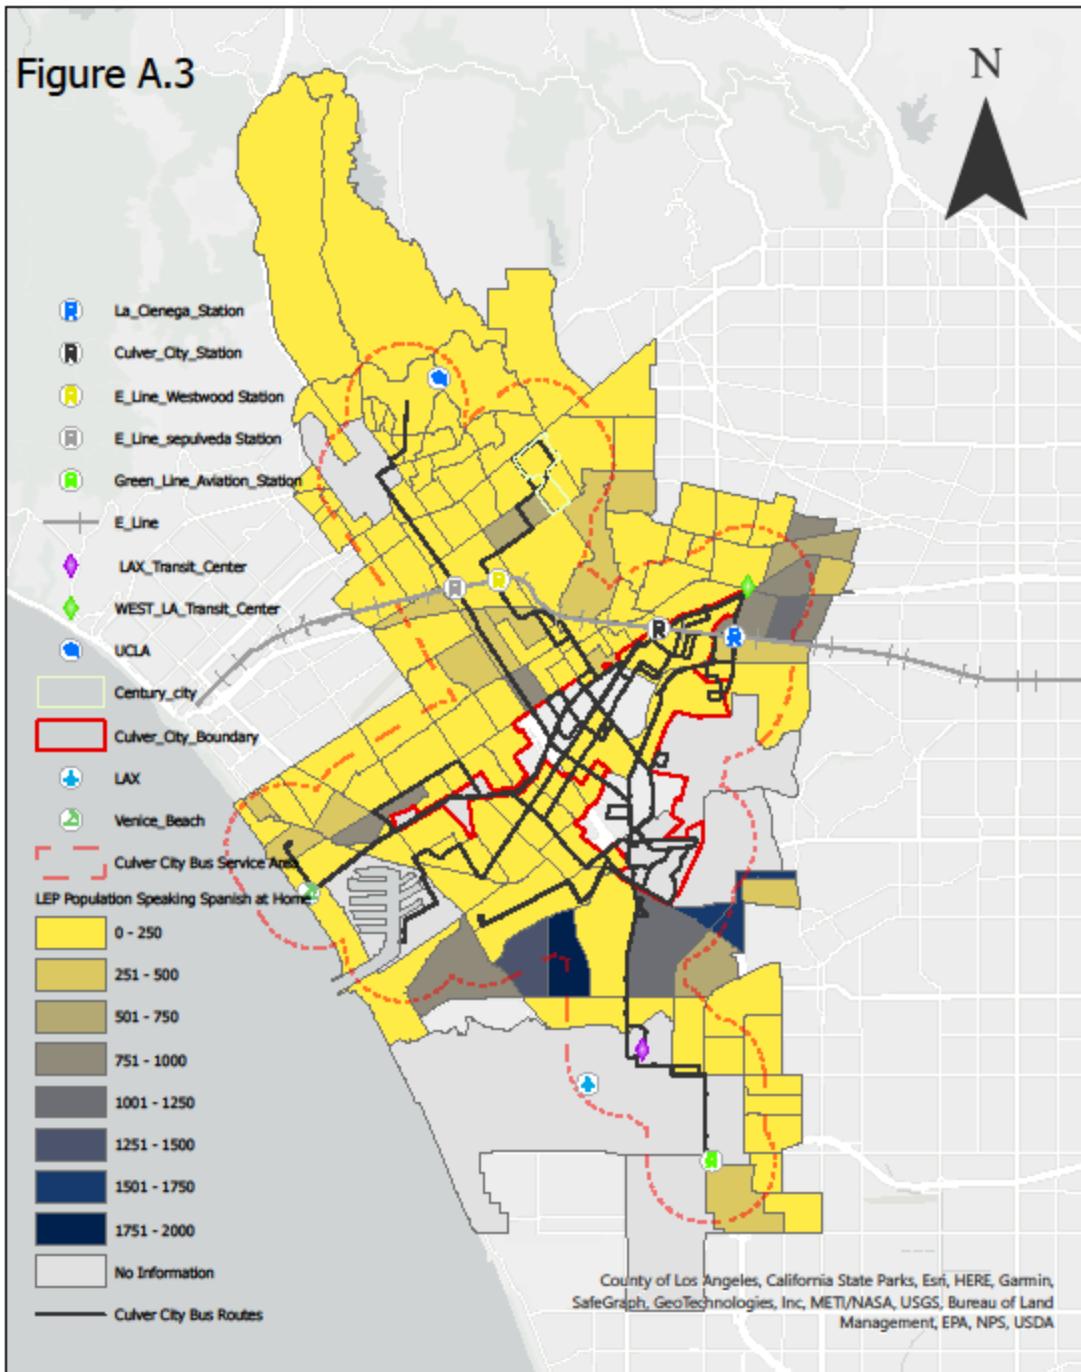 Figure A.3
N
La_Cienega_Station
Culver_City_Station
E_Line_Westwood Station
E_Line_sepulveda Station
Green_Line_Aviation_Station
E_Line
LAX_Transit_Center
WEST_LA_Transit_Center
UCLA
Century_city
Culver_City_Boundary
LAX
Venice_Beach
Culver City Bus Service Area
LEP Population Speaking Spanish at Home
0 - 250
251 - 500
501 - 750
751 - 1000
1001 - 1250
1251 - 1500
1501 - 1750
1751 - 2000
No Information
Culver City Bus Routes
County of Los Angeles, California State Parks, Esri, HERE, Garmin,
SafeGraph, GeoTechnologies, Inc, METI/NASA, USGS, Bureau of Land
Management, EPA, NPS, USDA